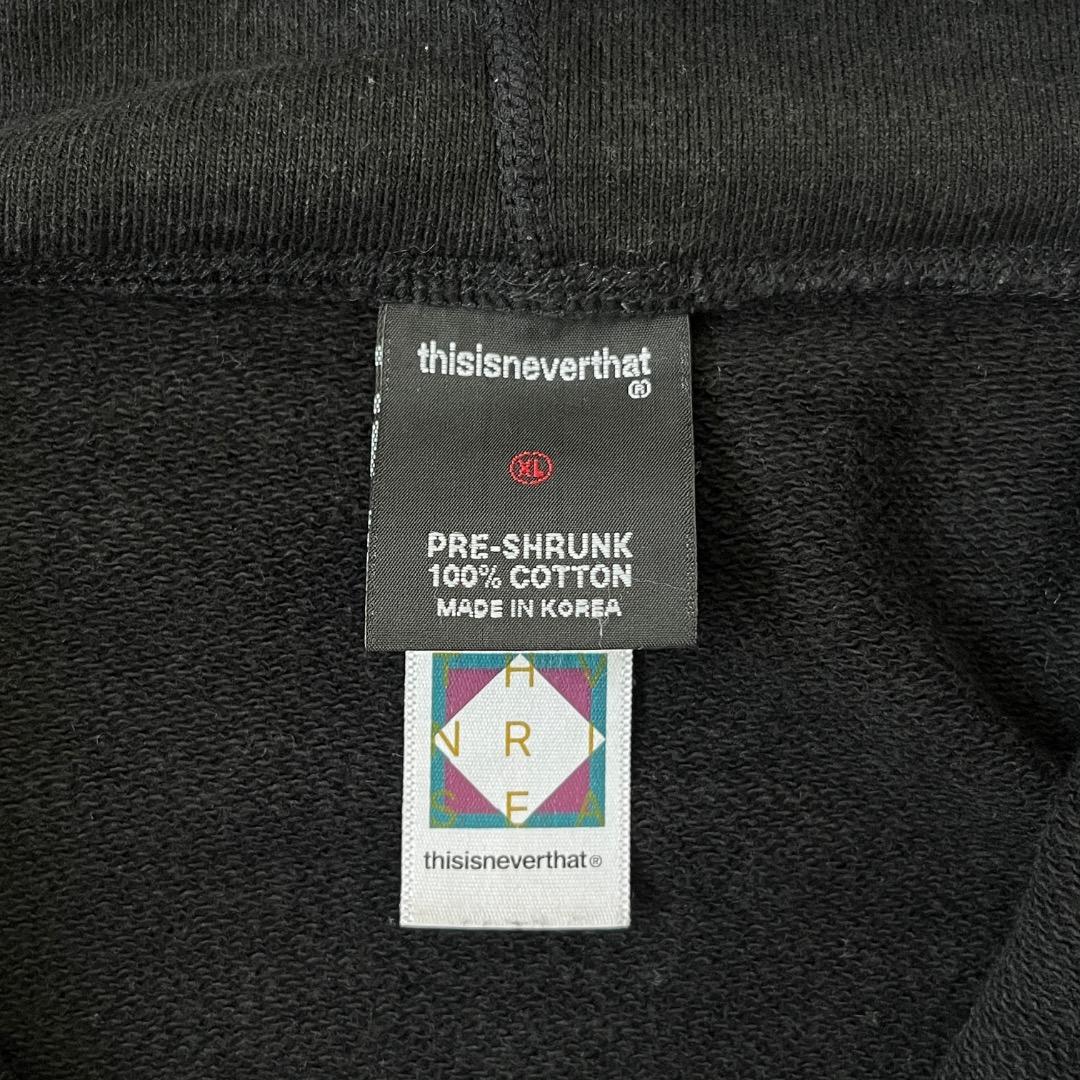 thisisneverthat
®
XL
PRE-SHRUNK
100% COTTON
MADE IN KOREA
H
N R I
S E A
thisisneverthat®